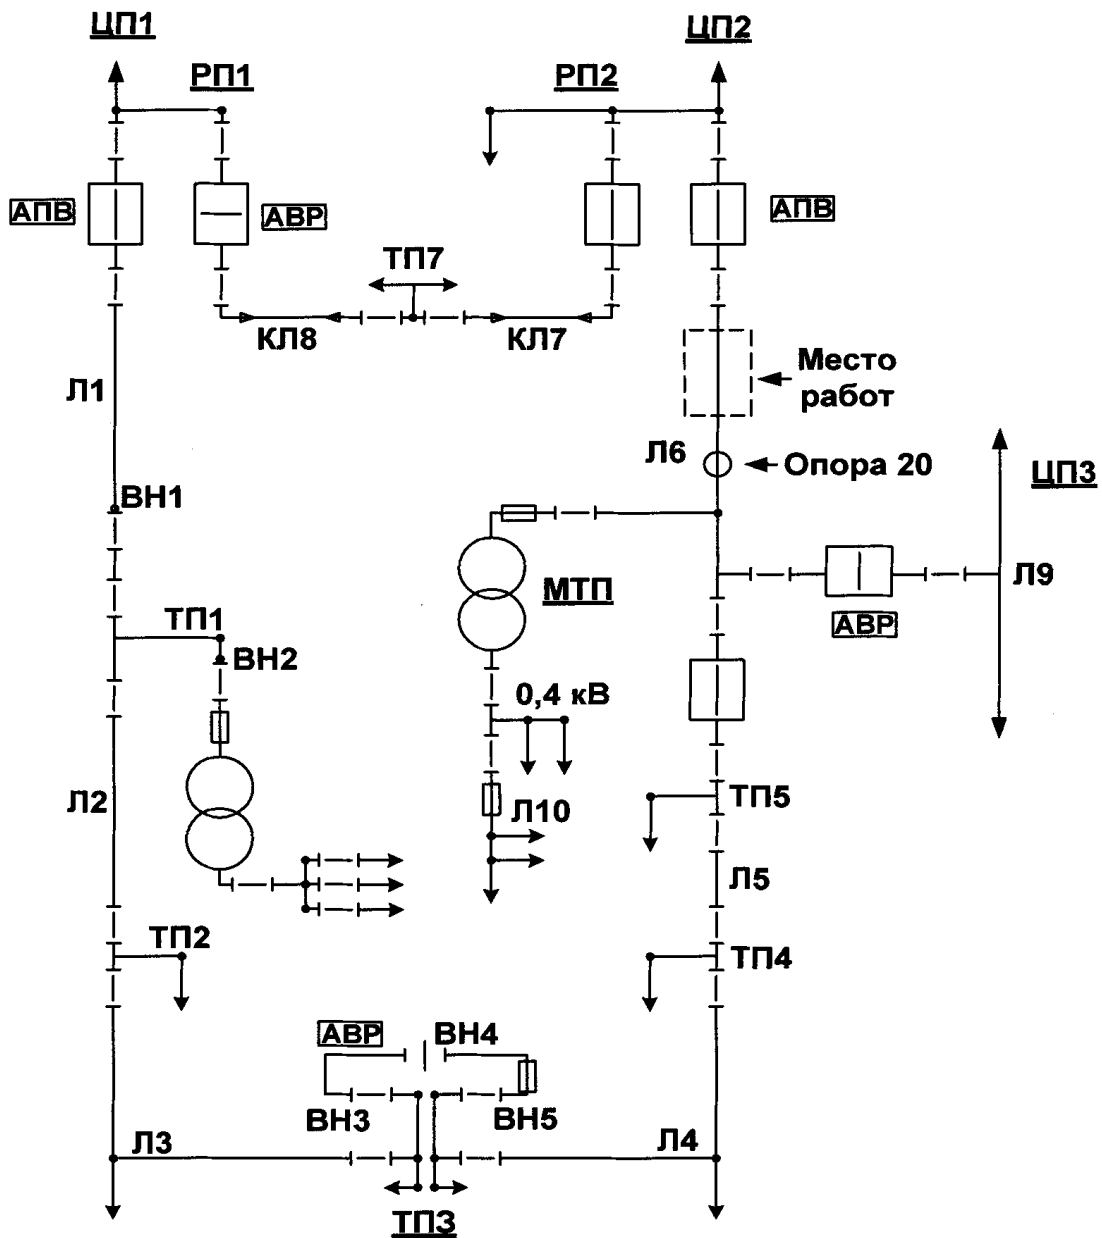 ЦП1
ЦП2
РП1
РП2
АПВ
АВР
АПВ
ТП7
КЛ8
КЛ7
Место
работ
Л1
Л6
Опора 20
ЦП3
ВН1
Л9
МТП
АВР
ТП1
ВН2
0,4 кВ
Л2
Л10
ТП5
Л5
ТП2
ТП4
АВР
ВН4
ВН3
ВН5
Л3
Л4
ТП3